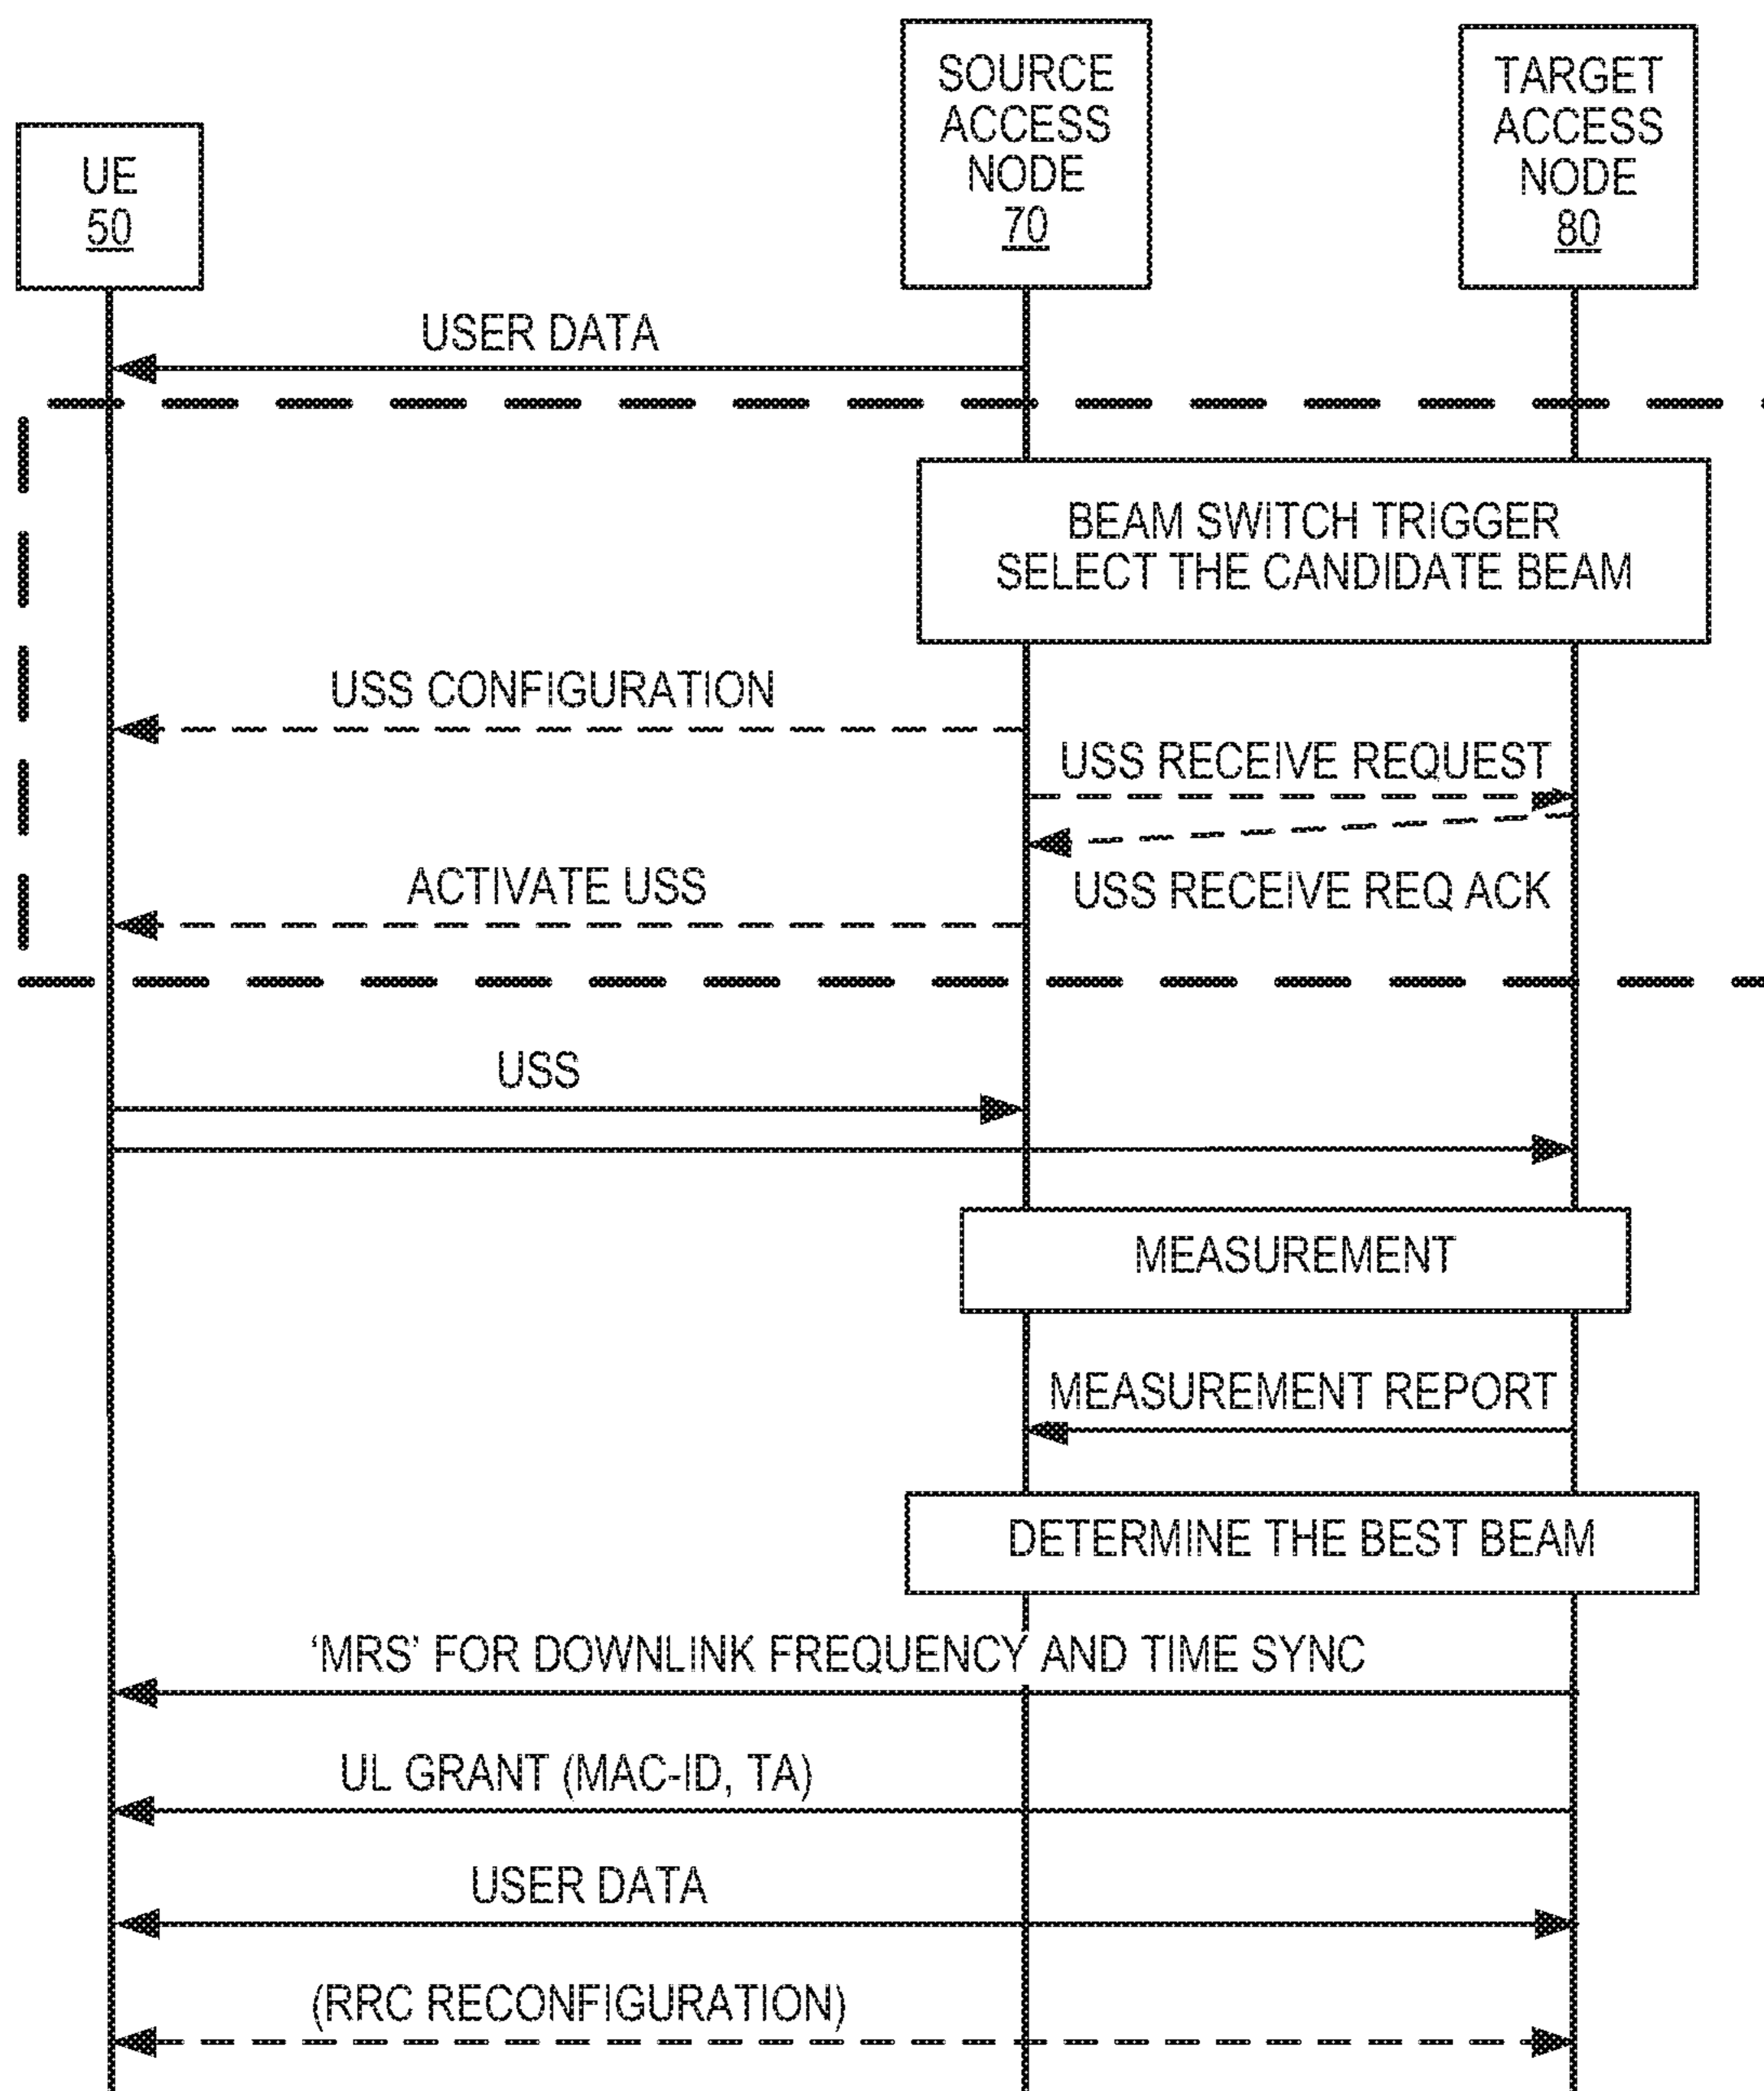 UE
50
SOURCE
ACCESS
NODE
70
TARGET
ACCESS
NODE
80
USER DATA
BEAM SWITCH TRIGGER
SELECT THE CANDIDATE BEAM
USS CONFIGURATION
USS RECEIVE REQUEST
ACTIVATE USS
USS RECEIVE REQ ACK
USS
MEASUREMENT
MEASUREMENT REPORT
DETERMINE THE BEST BEAM
‘MRS’ FOR DOWNLINK FREQUENCY AND TIME SYNC
UL GRANT (MAC-ID, TA)
USER DATA
(RRC RECONFIGURATION)